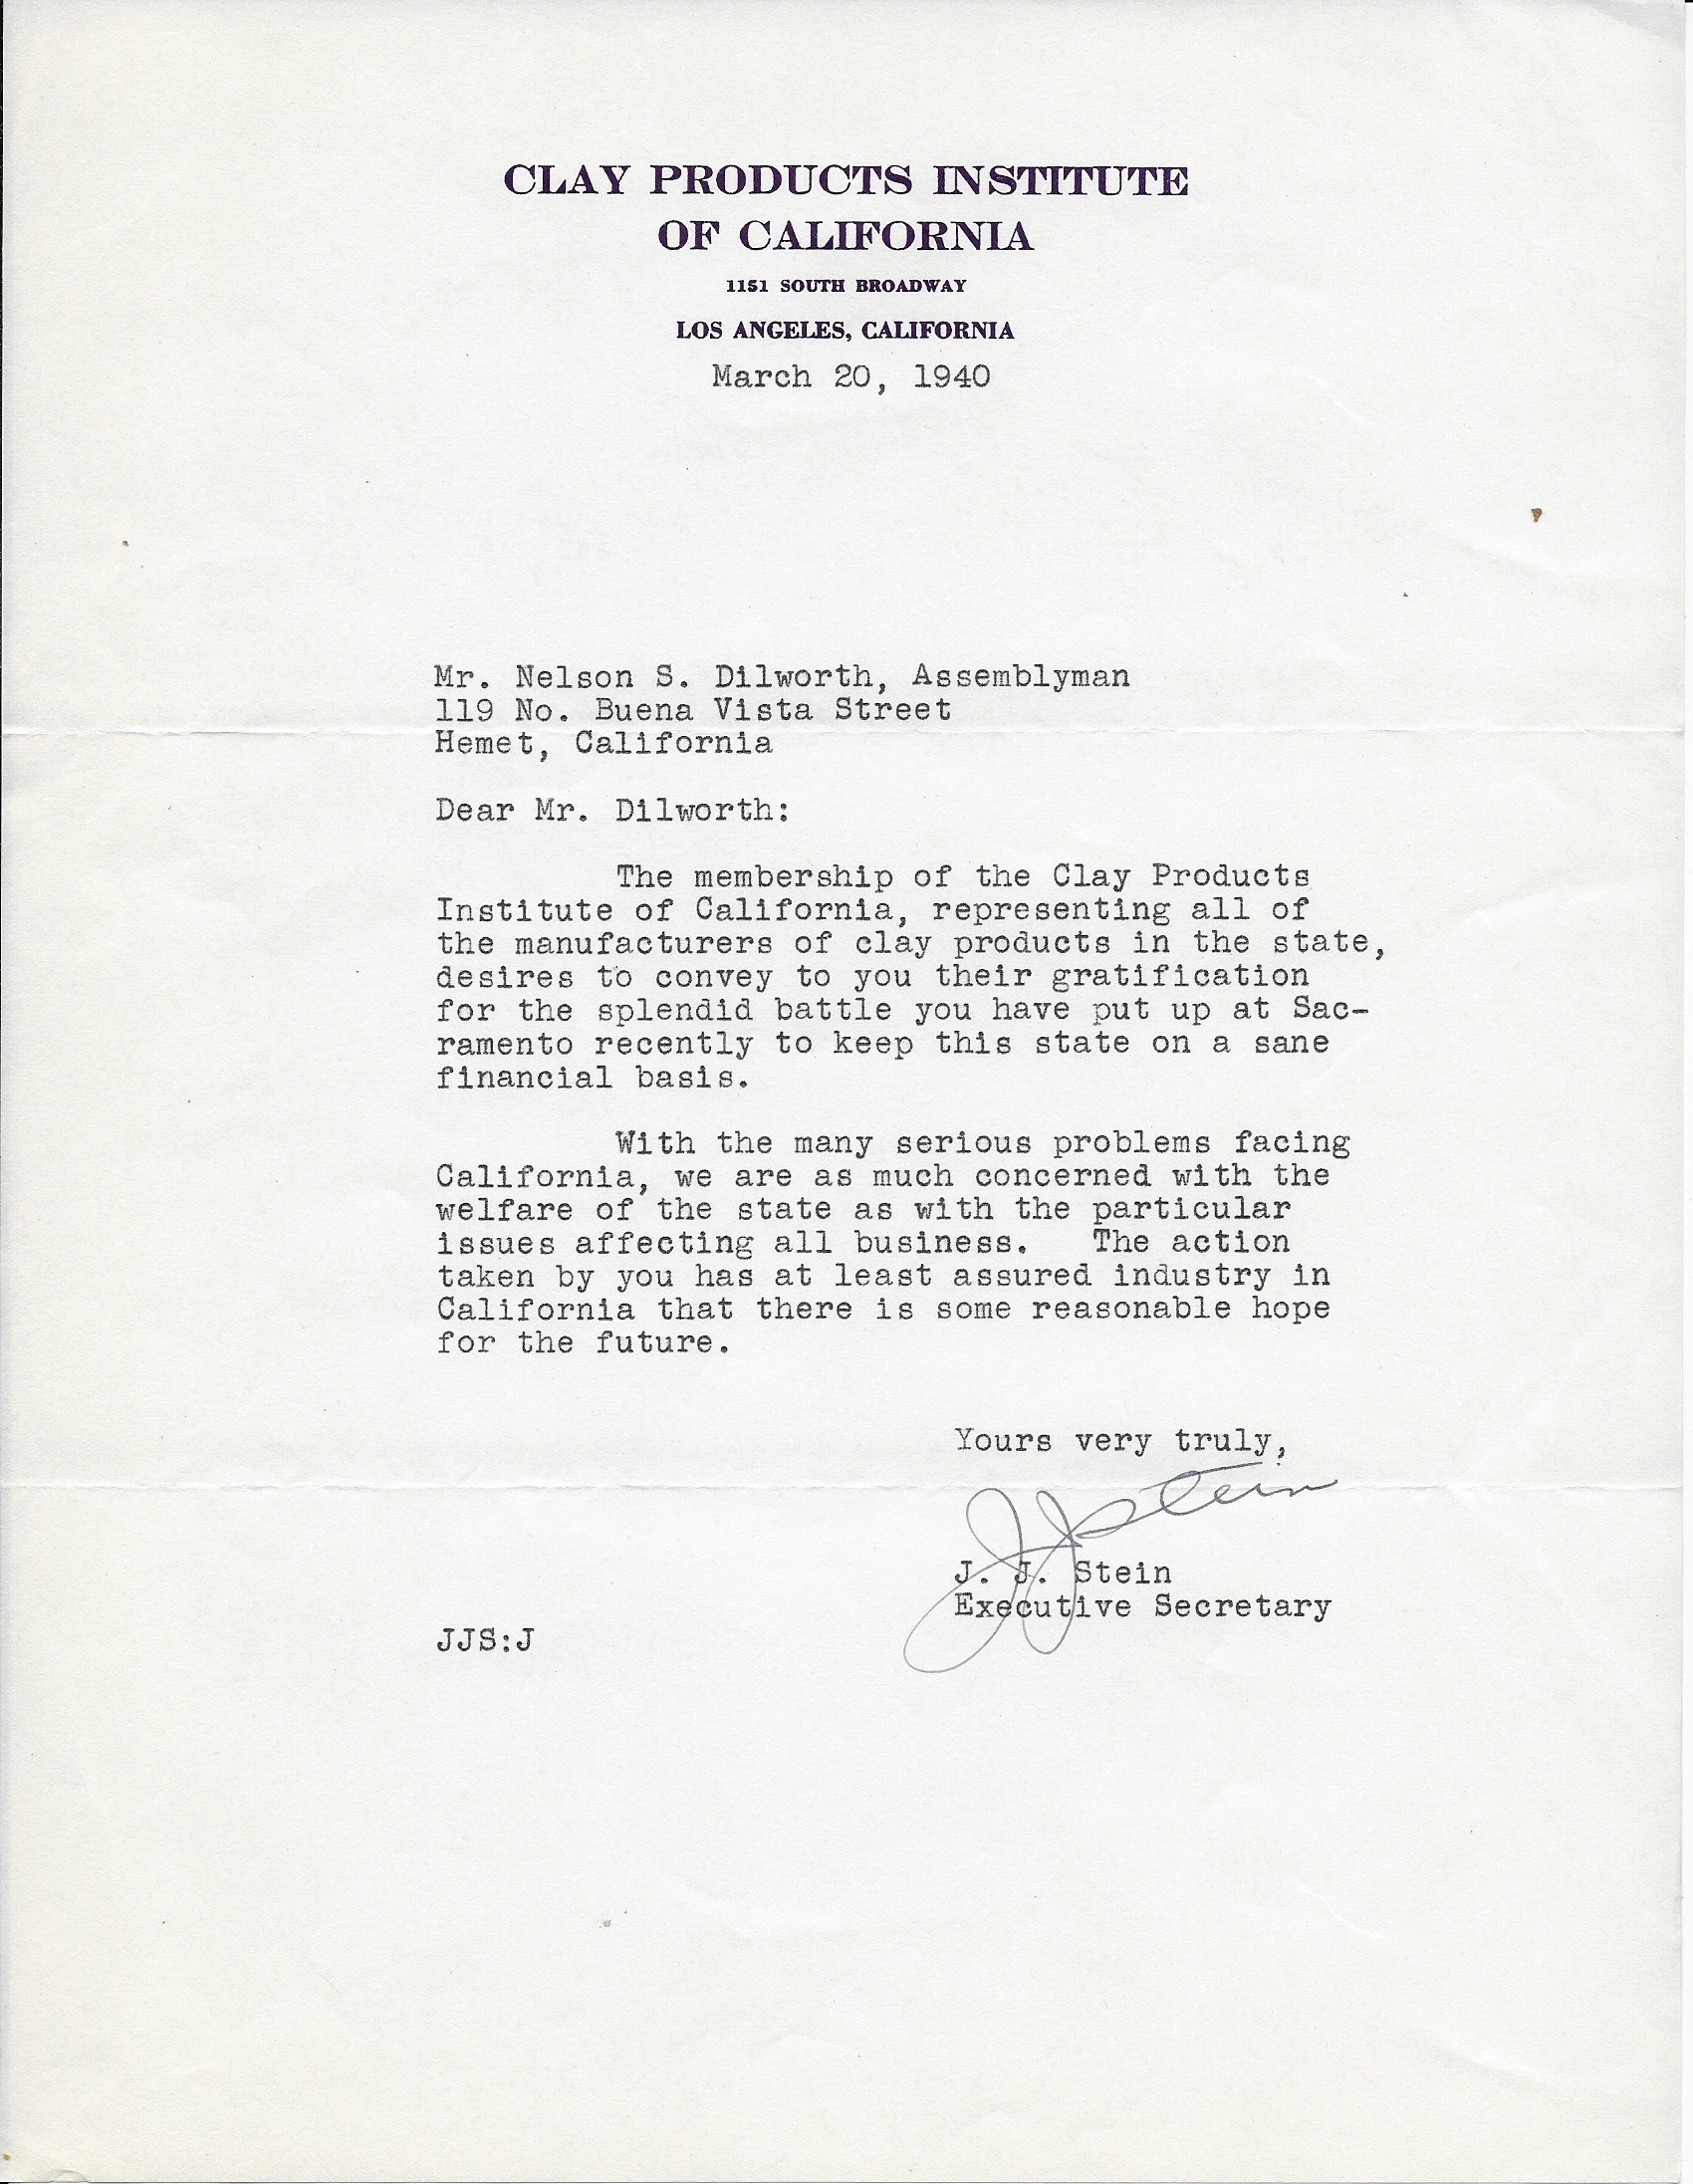 CLAY PRODUCTS INSTITUTE
OF CALIFORNIA
1151 SOUTH BROADWAY
LOS ANGELES, CALIFORNIA
March 20, 1940
Mr. Nelson S. Dilworth, Assemblyman
119 No. Buena Vista Street
Hemet, California
Dear Mr. Dilworth:
The membership of the Clay Products
Institute of California, representing all of
the manufacturers of clay products in the state,
desires to convey to you their gratification
for the splendid battle you have put up at Sac-
ramento recently to keep this state on a sane
financial basis.
With the many serious problems facing
California, we are as much concerned with the
welfare of the state as with the particular
issues affecting all business. The action
taken by you has at least assured industry in
California that there is some reasonable hope
for the future.
Yours very truly,
JJStein
J. J. Stein
Executive Secretary
JJS:J